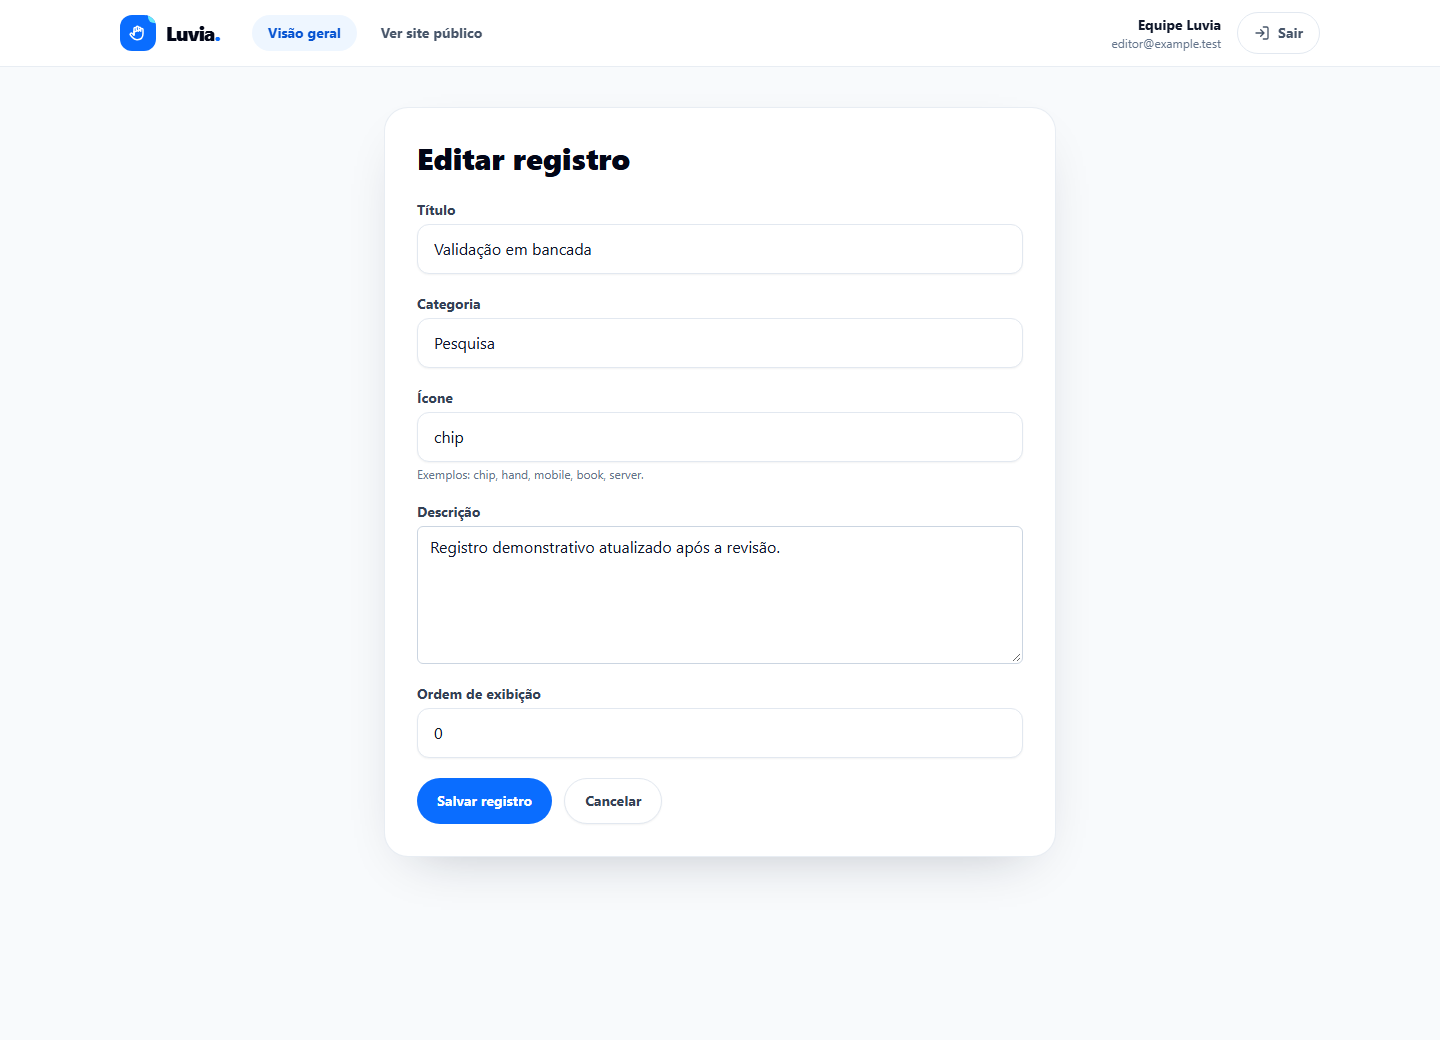 Luvia.
Visão geral
Ver site público
Equipe Luvia
editor@example.test
Sair
Editar registro
Título
Validação em bancada
Categoria
Pesquisa
Ícone
chip
Exemplos: chip, hand, mobile, book, server.
Descrição
Registro demonstrativo atualizado após a revisão.
Ordem de exibição
0
Salvar registro
Cancelar